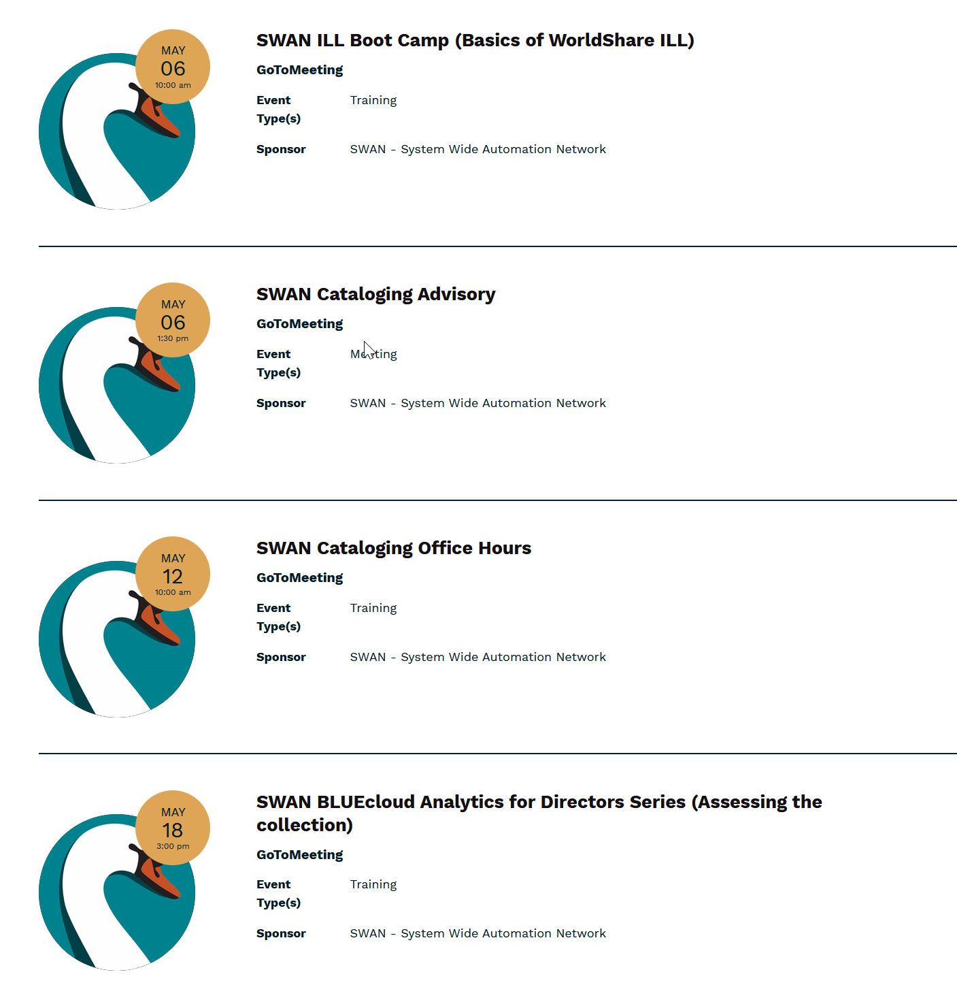 MAY
06
10:00 am
SWAN ILL Boot Camp (Basics of WorldShare ILL)
GoToMeeting
Event Training
Type(s)
Sponsor SWAN - System Wide Automation Network
MAY
06
1:30 pm
SWAN Cataloging Advisory
GoToMeeting
Event Meeting
Type(s)
Sponsor SWAN - System Wide Automation Network
MAY
12
10:00 am
SWAN Cataloging Office Hours
GoToMeeting
Event Training
Type(s)
Sponsor SWAN - System Wide Automation Network
MAY
18
3:00 pm
SWAN BLUEcloud Analytics for Directors Series (Assessing the
collection)
GoToMeeting
Event Training
Type(s)
Sponsor SWAN - System Wide Automation Network